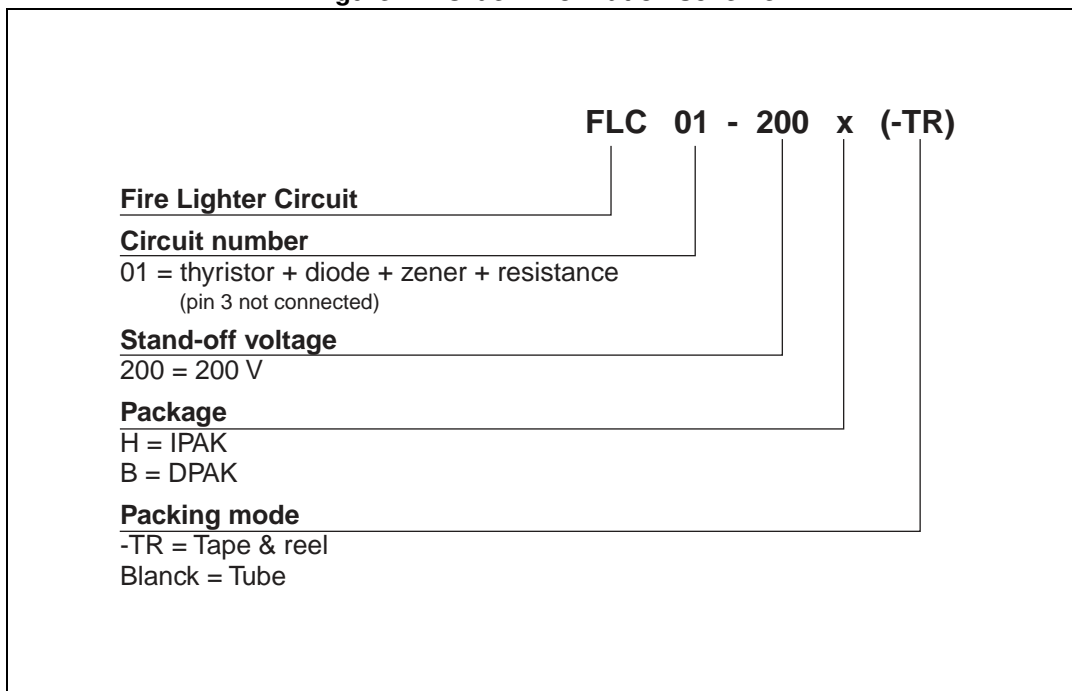 FLC 01 - 200 x (-TR)
Fire Lighter Circuit
Circuit number
01 = thyristor + diode + zener + resistance
(pin 3 not connected)
Stand-off voltage
200 = 200 V
Package
H = IPAK
B = DPAK
Packing mode
-TR = Tape & reel
Blanck = Tube